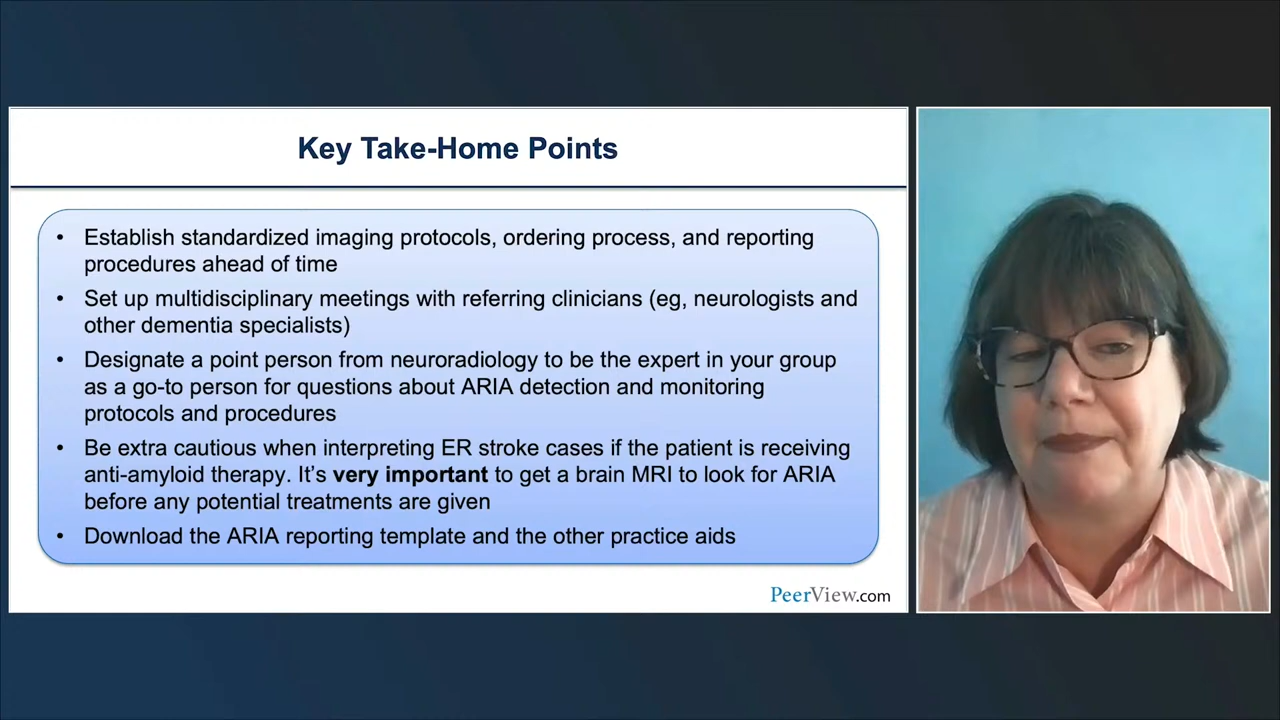 Key Take-Home Points
• Establish standardized imaging protocols, ordering process, and reporting
procedures ahead of time
• Set up multidisciplinary meetings with referring clinicians (eg, neurologists and
other dementia specialists)
• Designate a point person from neuroradiology to be the expert in your group
as a go-to person for questions about ARIA detection and monitoring
protocols and procedures
• Be extra cautious when interpreting ER stroke cases if the patient is receiving
anti-amyloid therapy. It’s very important to get a brain MRI to look for ARIA
before any potential treatments are given
• Download the ARIA reporting template and the other practice aids
PeerView.com